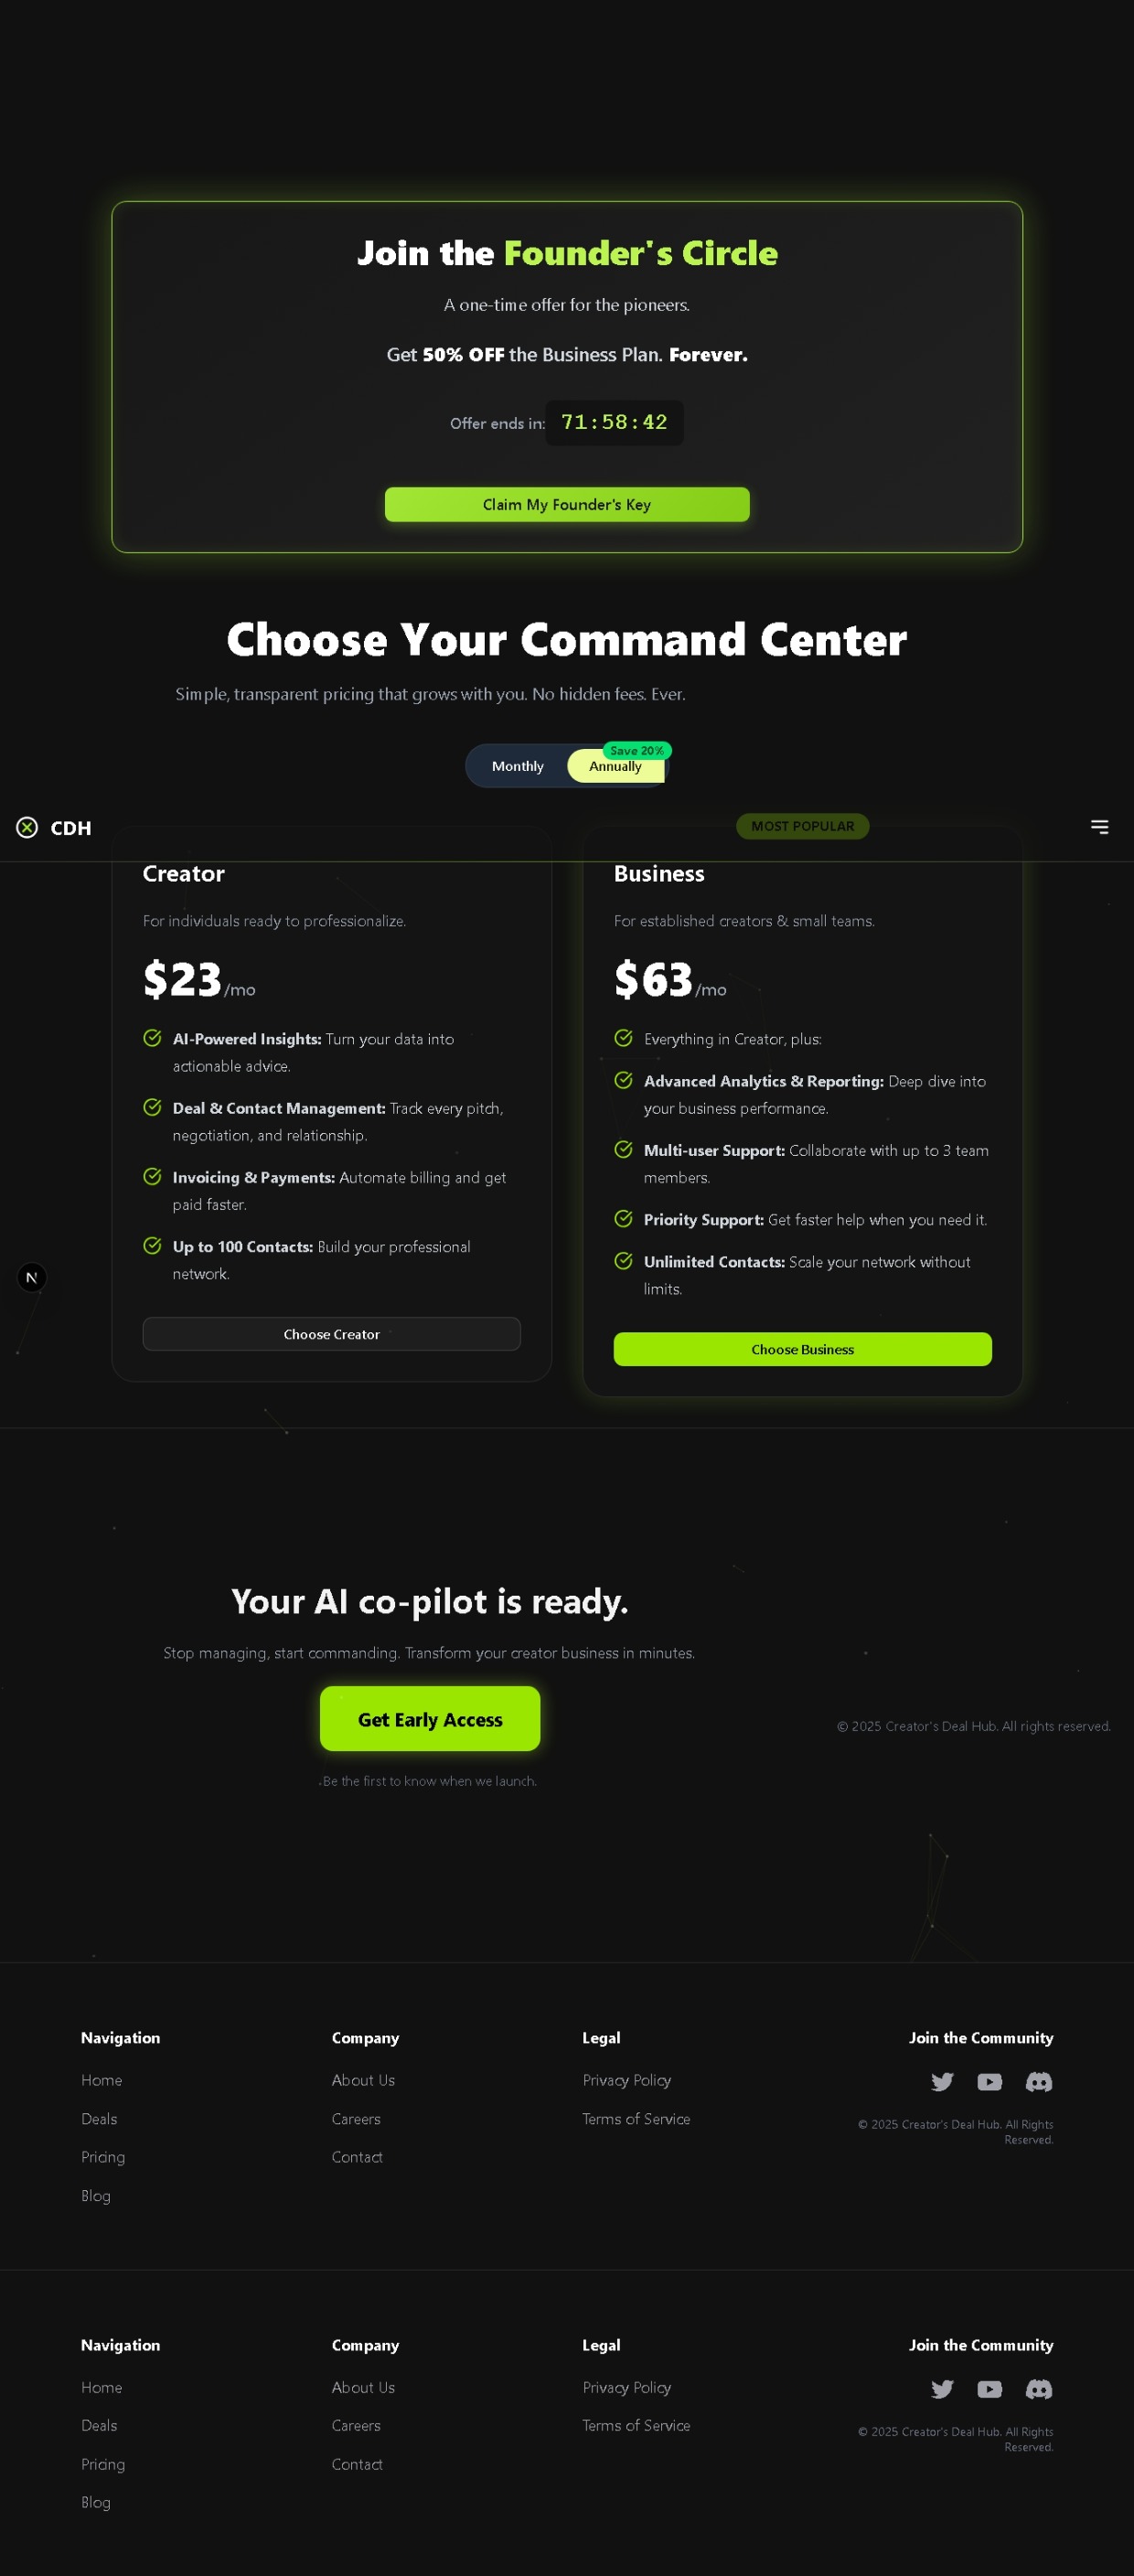 Join the Founder's Circle
A one-time offer for the pioneers.
Get 50% OFF the Business Plan. Forever.
Offer ends in: 71:58:42
Claim My Founder's Key
Choose Your Command Center
Simple, transparent pricing that grows with you. No hidden fees. Ever.
Save 20%
Monthly
Annually
CDH
MOST POPULAR
Creator
For individuals ready to professionalize.
$23/mo
AI-Powered Insights: Turn your data into
actionable advice.
Deal & Contact Management: Track every pitch,
negotiation, and relationship.
Invoicing & Payments: Automate billing and get
paid faster.
Up to 100 Contacts: Build your professional
network.
Choose Creator
Business
For established creators & small teams.
$63/mo
Everything in Creator, plus:
Advanced Analytics & Reporting: Deep dive into
your business performance.
Multi-user Support: Collaborate with up to 3 team
members.
Priority Support: Get faster help when you need it.
Unlimited Contacts: Scale your network without
limits.
Choose Business
N
Your AI co-pilot is ready.
Stop managing, start commanding. Transform your creator business in minutes.
Get Early Access
Be the first to know when we launch.
© 2025 Creator's Deal Hub. All rights reserved.
Navigation
Home
Deals
Pricing
Blog
Company
About Us
Careers
Contact
Legal
Privacy Policy
Terms of Service
Join the Community
© 2025 Creator's Deal Hub. All Rights
Reserved.
Navigation
Home
Deals
Pricing
Blog
Company
About Us
Careers
Contact
Legal
Privacy Policy
Terms of Service
Join the Community
© 2025 Creator's Deal Hub. All Rights
Reserved.